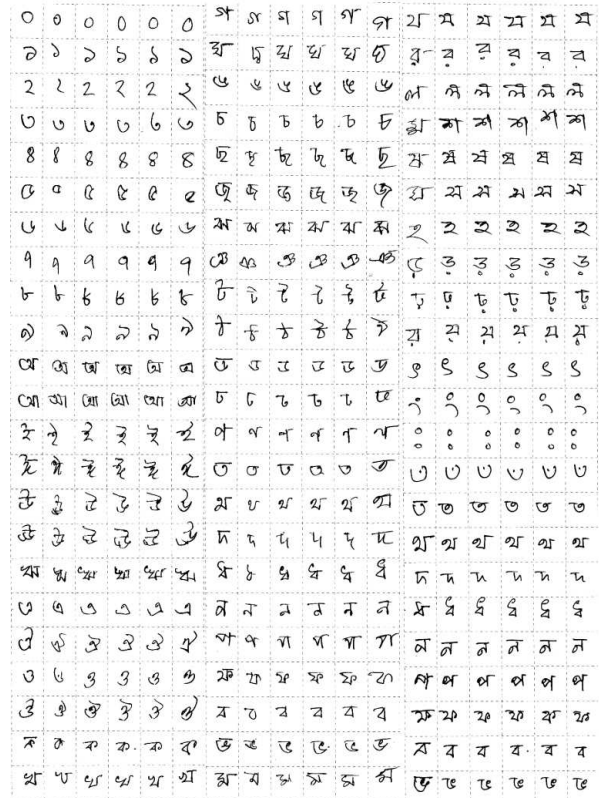 ০ ০ ০ ০ ০ ০ গ গ গ গ গ গ য য য য য য
১ ১ ১ ১ ১ ১ ঘ ঘ ঘ ঘ ঘ ঘ র র র র র র
২ ২ ২ ২ ২ ২ ঙ ঙ ঙ ঙ ঙ ঙ ল ল ল ল ল ল
৩ ৩ ৩ ৩ ৩ ৩ চ চ চ চ চ চ শ শ শ শ শ
৪ ৪ ৪ ৪ ৪ ৪ ছ ছ ছ ছ ছ ছ ষ ষ ষ ষ ষ ষ
৫ ৫ ৫ ৫ ৫ ৫ জ জ জ জ জ জ স স স স স
৬ ৬ ৬ ৬ ৬ ৬ ঝ ঝ ঝ ঝ ঝ ঝ হ হ হ হ হ হ
৭ ৭ ৭ ৭ ৭ ৭ ঞ ঞ ঞ ঞ ঞ ঞ ড় ড় ড় ড় ড় ড়
৮ ৮ ৮ ৮ ৮ ৮ ট ট ট ট ট ট ঢ় ঢ় ঢ় ঢ় ঢ় ঢ়
৯ ৯ ৯ ৯ ৯ ৯ ঠ ঠ ঠ ঠ ঠ ঠ য় য় য় য় য় য়
অ অ অ অ অ অ ড ড ড ড ড ড ৎ ৎ ৎ ৎ ৎ ৎ
আ আ আ আ আ আ ঢ ঢ ঢ ঢ ঢ ঢ ং ং ং ং ং ং
ই ই ই ই ই ই ণ ণ ণ ণ ণ ণ ঃ ঃ ঃ ঃ ঃ ঃ
ঈ ঈ ঈ ঈ ঈ ঈ ত ত ত ত ত ত
উ উ উ উ উ উ থ থ থ থ থ থ ত ত ত ত ত ত
ঊ ঊ ঊ ঊ ঊ ঊ দ দ দ দ দ দ থ থ থ থ থ থ
ঋ ঋ ঋ ঋ ঋ ঋ ধ ধ ধ ধ ধ ধ দ দ দ দ দ দ
এ এ এ এ এ এ ন ন ন ন ন ন ধ ধ ধ ধ ধ ধ
ঐ ঐ ঐ ঐ ঐ ঐ প প প প প প ন ন ন ন ন ন
ও ও ও ও ও ও ফ ফ ফ ফ ফ ফ প প প প প প
ঔ ঔ ঔ ঔ ঔ ঔ ব ব ব ব ব ব ফ ফ ফ ফ ফ ফ
ক ক ক ক ক ক ভ ভ ভ ভ ভ ভ ব ব ব ব ব ব
খ খ খ খ খ খ ম ম ম ম ম ম ভ ভ ভ ভ ভ ভ